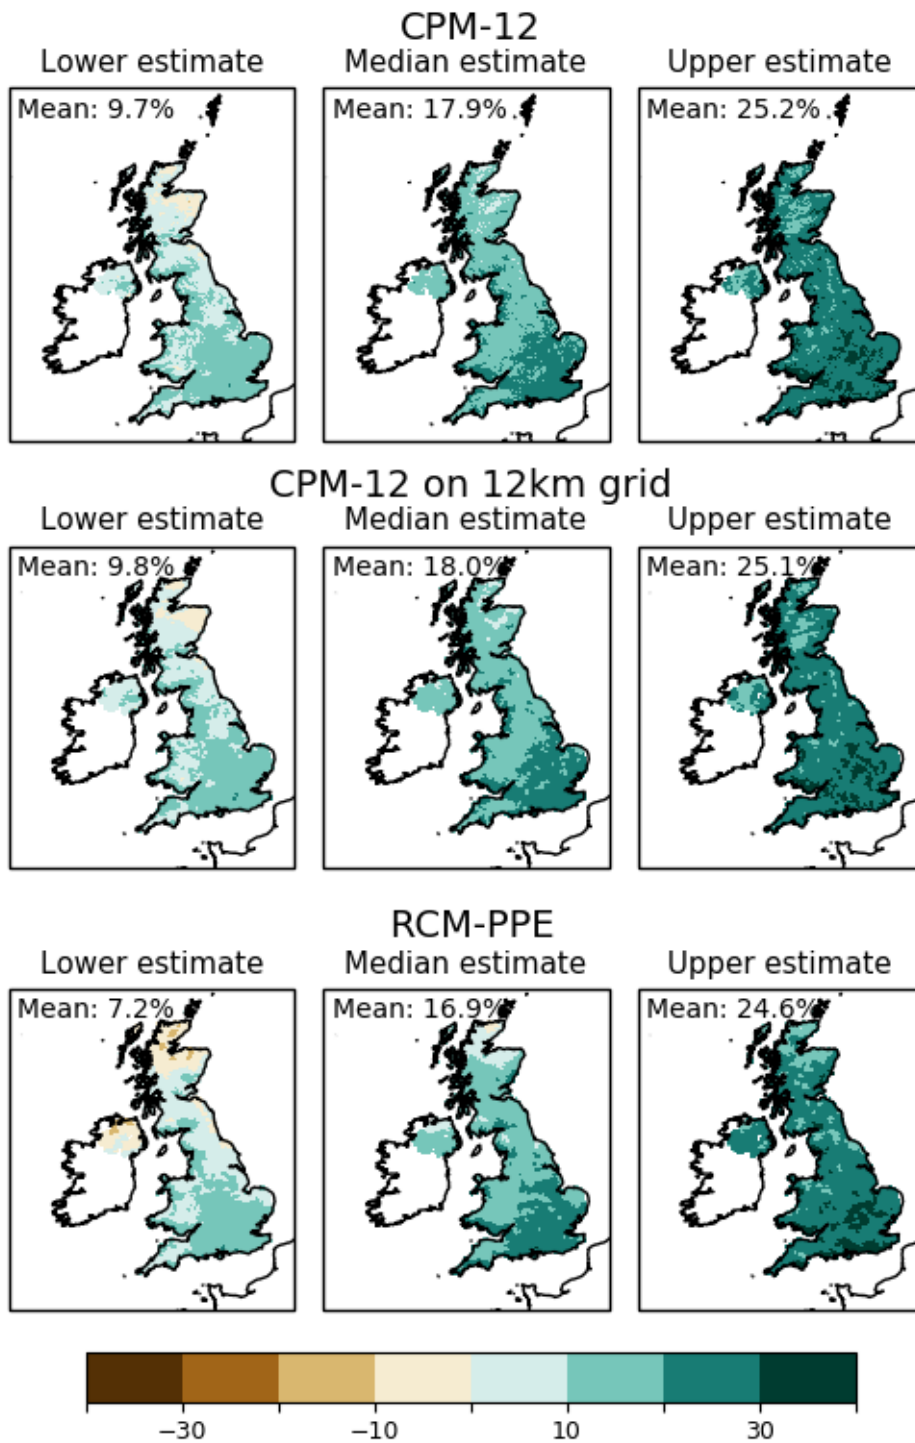 CPM-12
Lower estimate Median estimate Upper estimate
Mean: 9.7% Mean: 17.9% Mean: 25.2%
CPM-12 on 12km grid
Lower estimate Median estimate Upper estimate
Mean: 9.8% Mean: 18.0% Mean: 25.1%
RCM-PPE
Lower estimate Median estimate Upper estimate
Mean: 7.2% Mean: 16.9% Mean: 24.6%
−30 −10 10 30